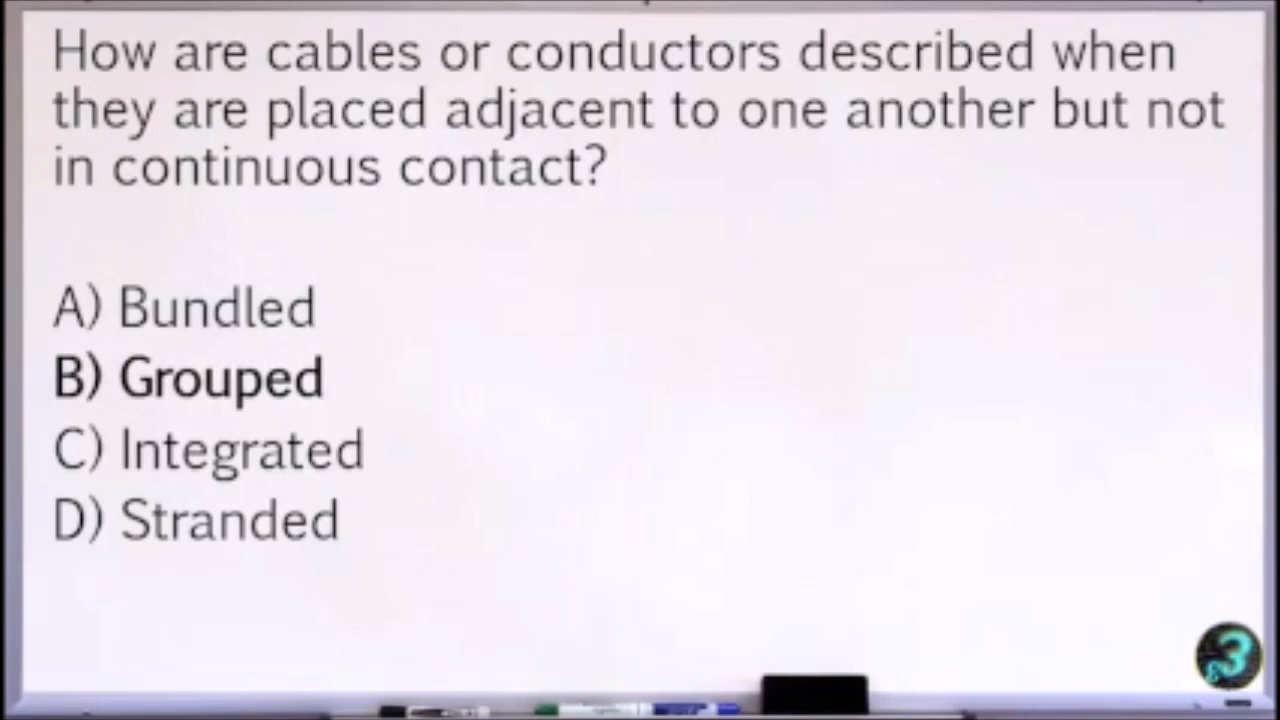 How are cables or conductors described when
they are placed adjacent to one another but not
in continuous contact?
A) Bundled
B) Grouped
C) Integrated
D) Stranded
3